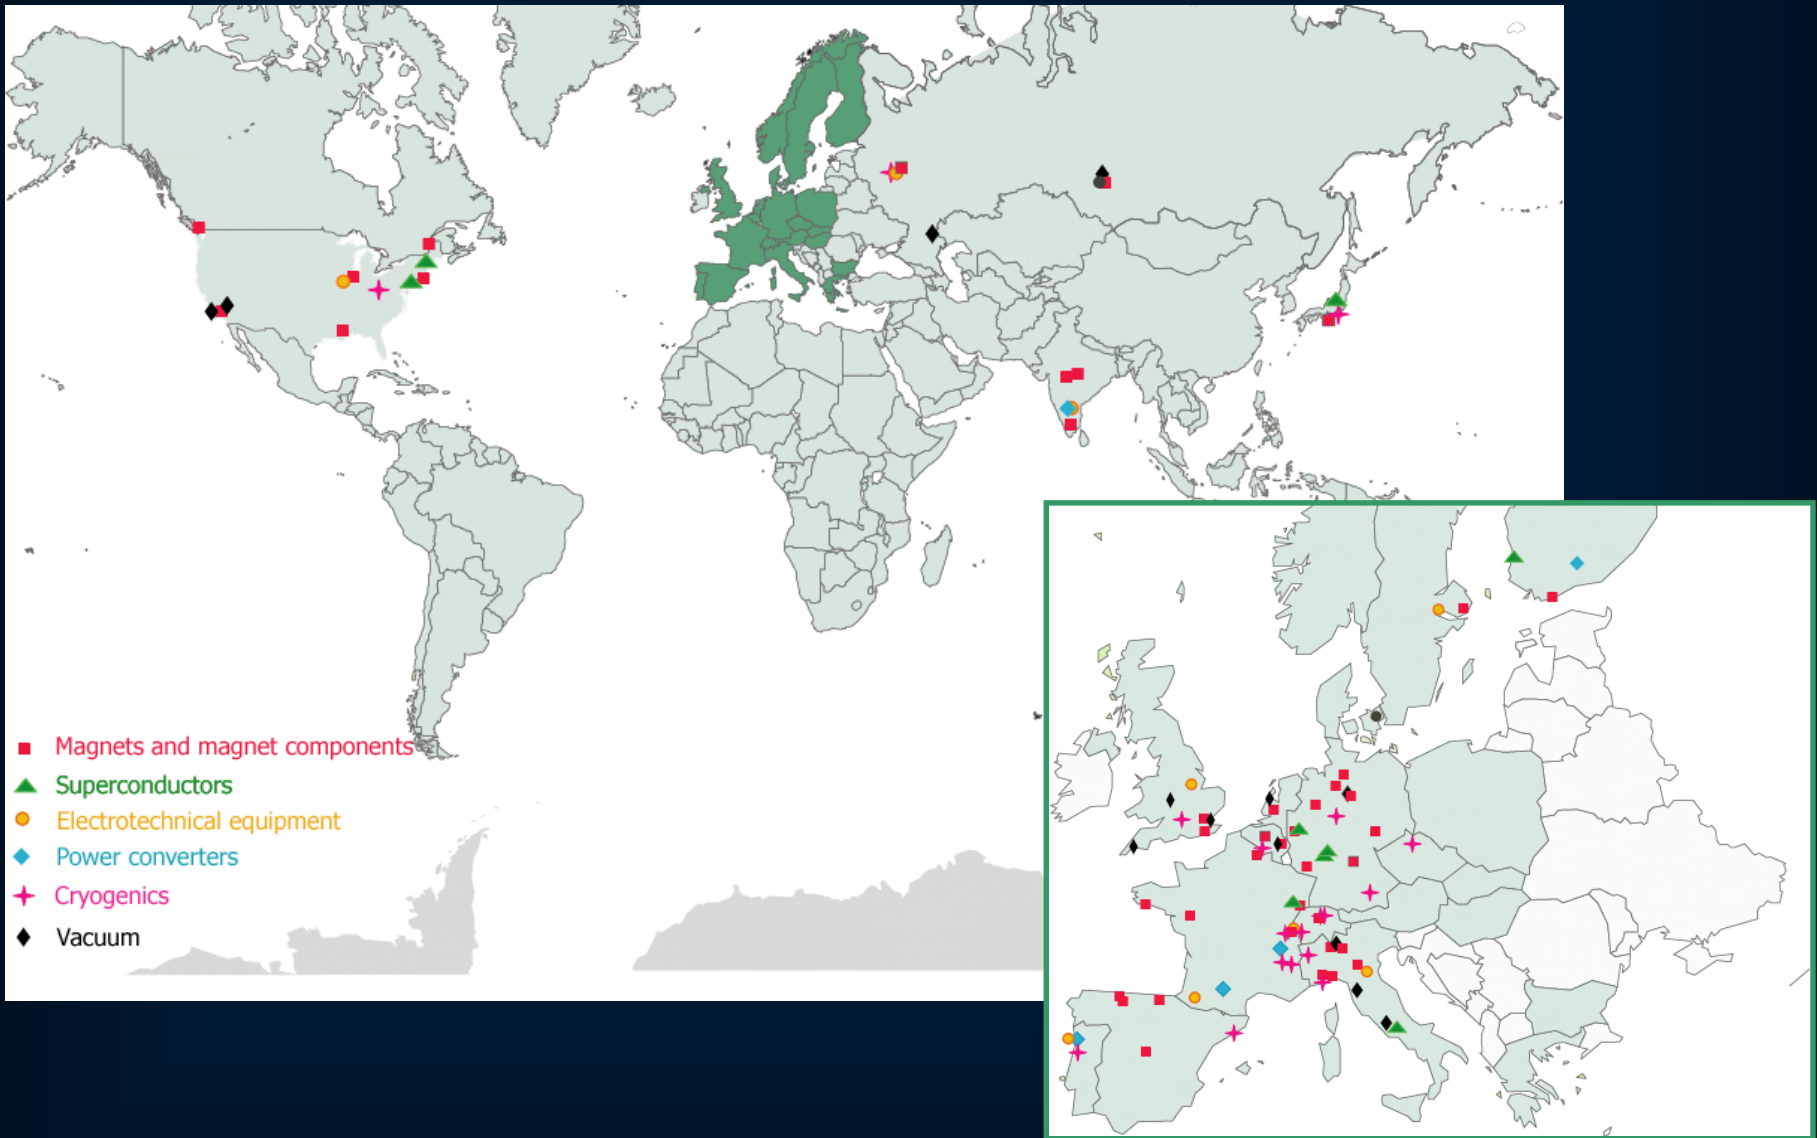 Magnets and magnet components
Superconductors
Electrotechnical equipment
Power converters
Cryogenics
Vacuum